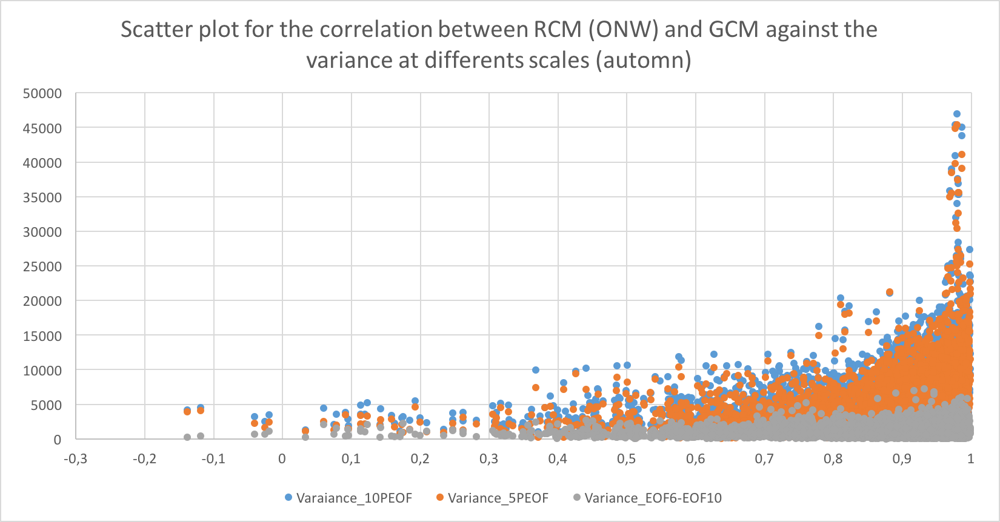 Scatter plot for the correlation between RCM (ONW) and GCM against the
variance at differents scales (automn)
50000
45000
40000
35000
30000
25000
20000
15000
10000
5000
0
-0,3 -0,2 -0,1 0 0,1 0,2 0,3 0,4 0,5 0,6 0,7 0,8 0,9 1
Varaiance_10PEOF Variance_5PEOF Variance_EOF6-EOF10